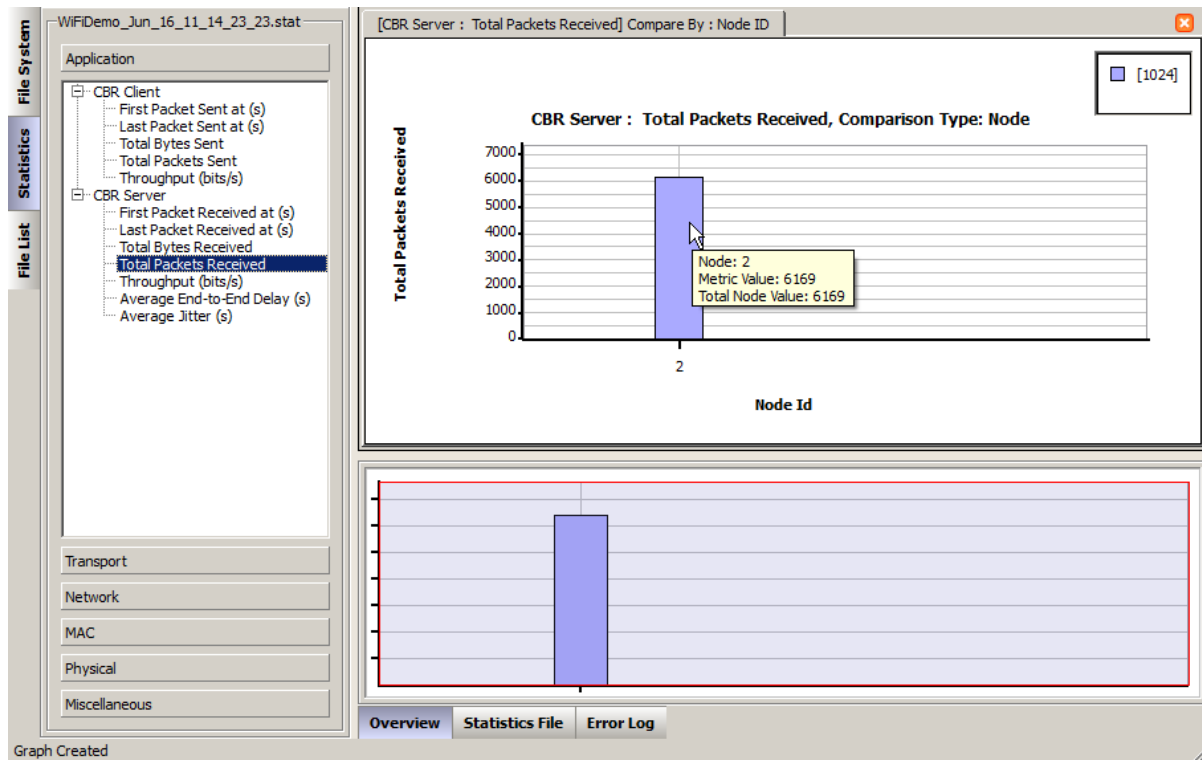 File System
Statistics
File List
WiFiDemo_Jun_16_11_14_23_23.stat
Application
CBR Client
First Packet Sent at (s)
Last Packet Sent at (s)
Total Bytes Sent
Total Packets Sent
Throughput (bits/s)
CBR Server
First Packet Received at (s)
Last Packet Received at (s)
Total Bytes Received
Total Packets Received
Throughput (bits/s)
Average End-to-End Delay (s)
Average Jitter (s)
Transport
Network
MAC
Physical
Miscellaneous
[CBR Server : Total Packets Received] Compare By : Node ID
[1024]
CBR Server : Total Packets Received, Comparison Type: Node
Total Packets Received
7000
6000
5000
4000
3000
2000
1000
0
Node: 2
Metric Value: 6169
Total Node Value: 6169
2
Node Id
Overview
Statistics File
Error Log
Graph Created